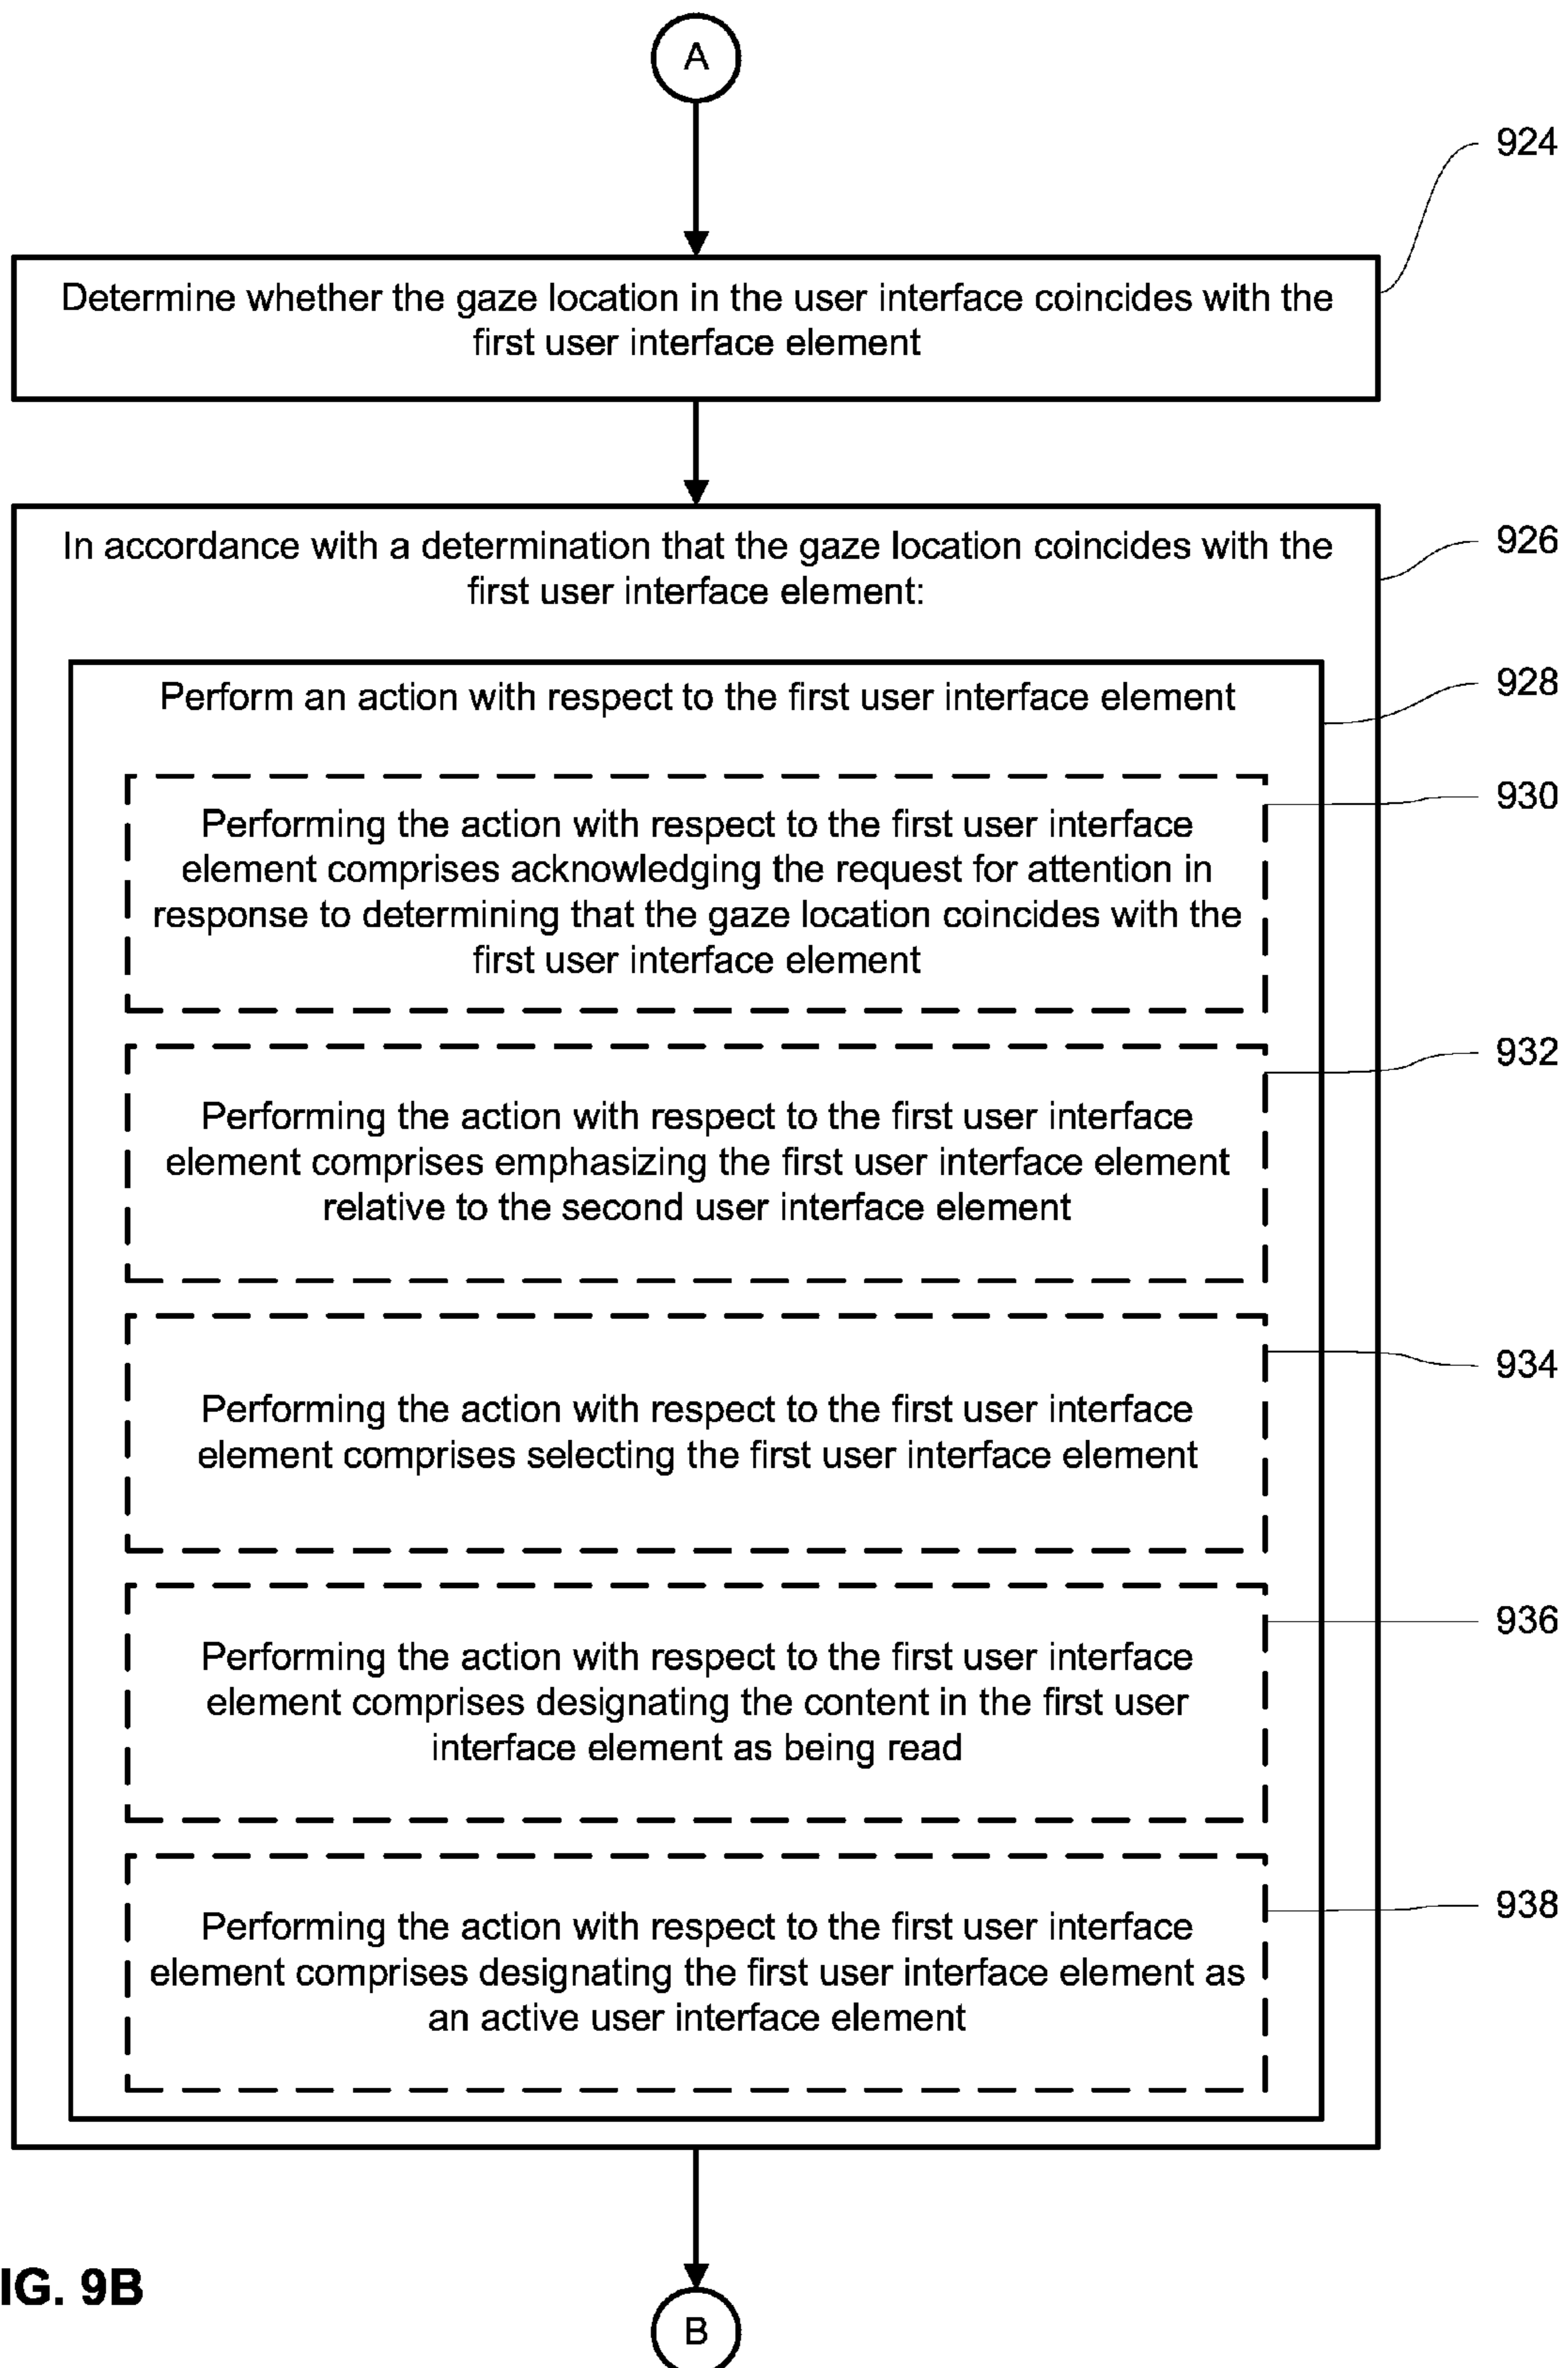 A
924
Determine whether the gaze location in the user interface coincides with the
first user interface element
926
In accordance with a determination that the gaze location coincides with the
first user interface element:
928
Perform an action with respect to the first user interface element
930
Performing the action with respect to the first user interface
element comprises acknowledging the request for attention in
response to determining that the gaze location coincides with the
first user interface element
932
Performing the action with respect to the first user interface
element comprises emphasizing the first user interface element
relative to the second user interface element
934
Performing the action with respect to the first user interface
element comprises selecting the first user interface element
936
Performing the action with respect to the first user interface
element comprises designating the content in the first user
interface element as being read
938
Performing the action with respect to the first user interface
element comprises designating the first user interface element as
an active user interface element
IG. 9B
B